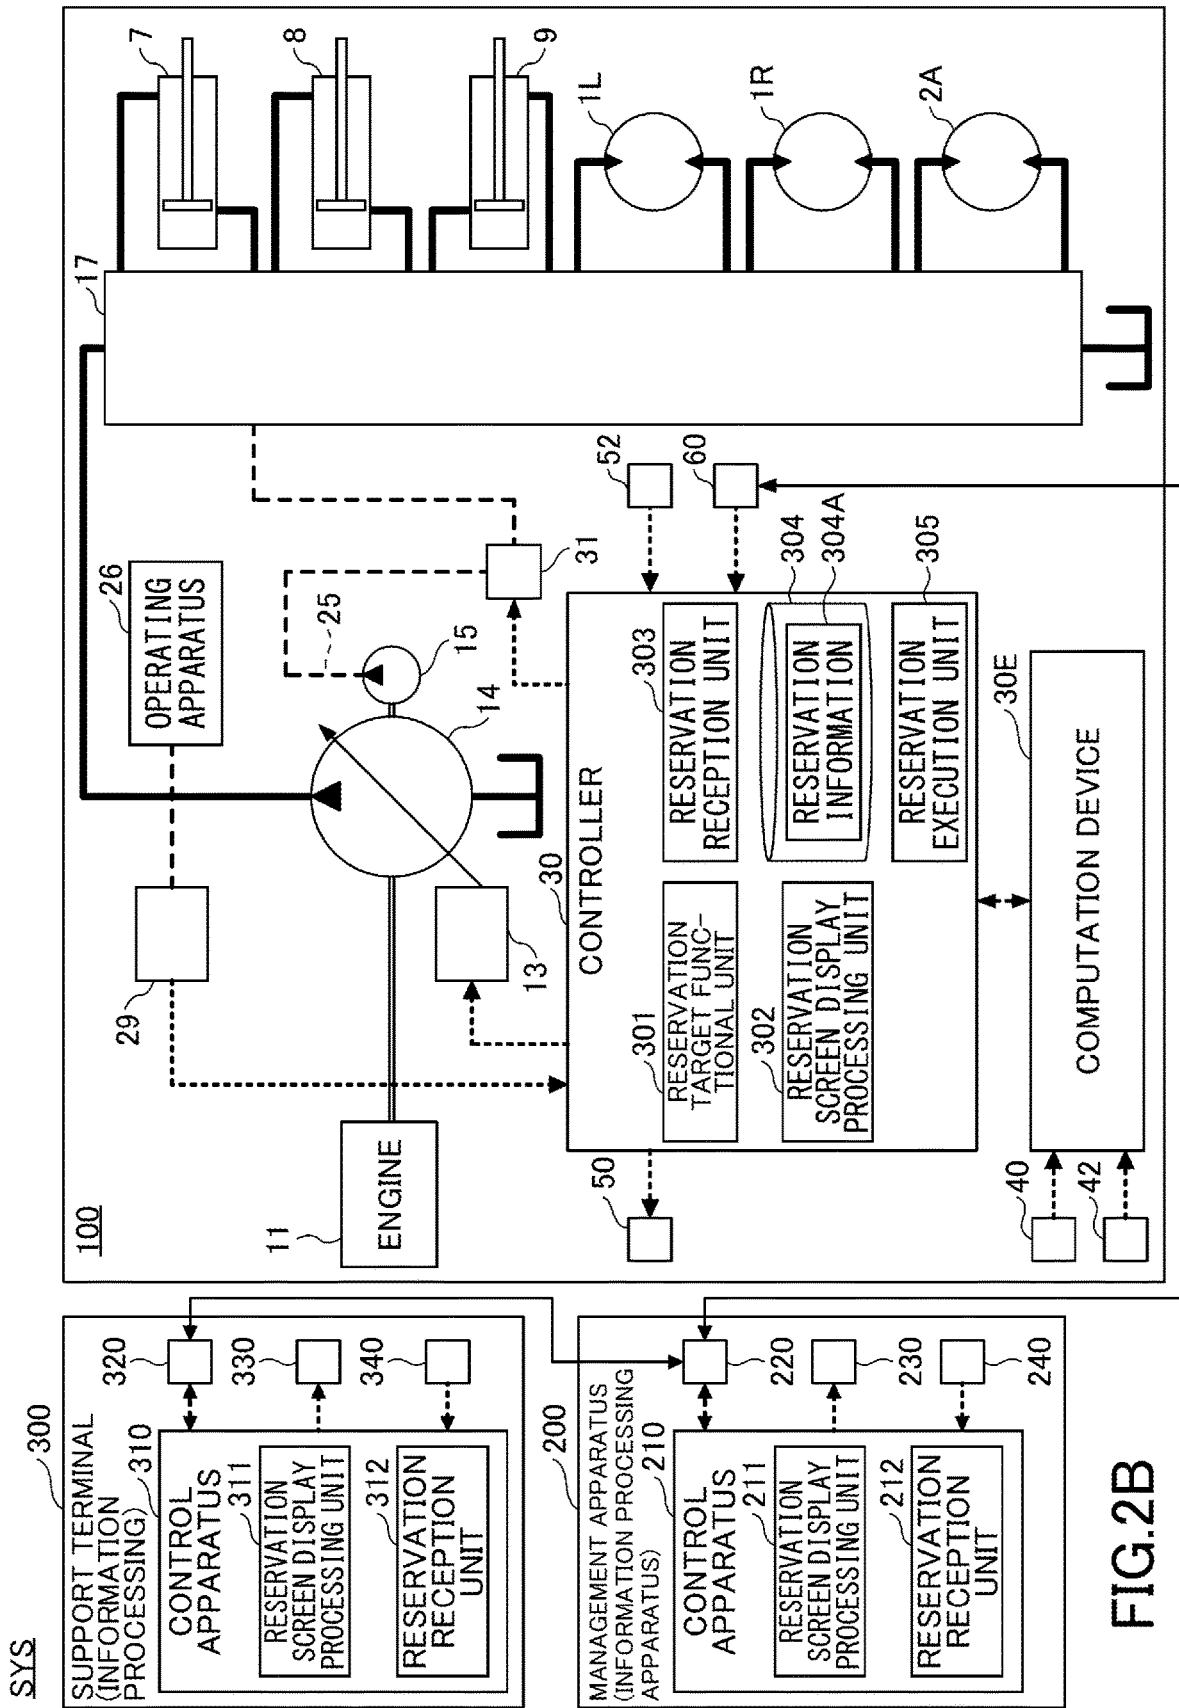 SYS
300
SUPPORT TERMINAL
(INFORMATION
PROCESSING)
310
CONTROL
APPARATUS
311
RESERVATION
SCREEN DISPLAY
PROCESSING UNIT
312
RESERVATION
RECEPTION
UNIT
320
330
340
200
MANAGEMENT APPARATUS
(INFORMATION PROCESSING
APPARATUS)
210
CONTROL
APPARATUS
211
RESERVATION
SCREEN DISPLAY
PROCESSING UNIT
212
RESERVATION
RECEPTION
UNIT
220
230
240
100
11
ENGINE
29
26
OPERATING
APPARATUS
13
14
15
25
31
17
7
8
9
1L
1R
2A
50
30
CONTROLLER
301
RESERVATION
TARGET FUNC-
TIONAL UNIT
302
RESERVATION
SCREEN DISPLAY
PROCESSING UNIT
303
RESERVATION
RECEPTION UNIT
304
304A
RESERVATION
INFORMATION
305
RESERVATION
EXECUTION UNIT
52
60
40
42
30E
COMPUTATION DEVICE
FIG.2B